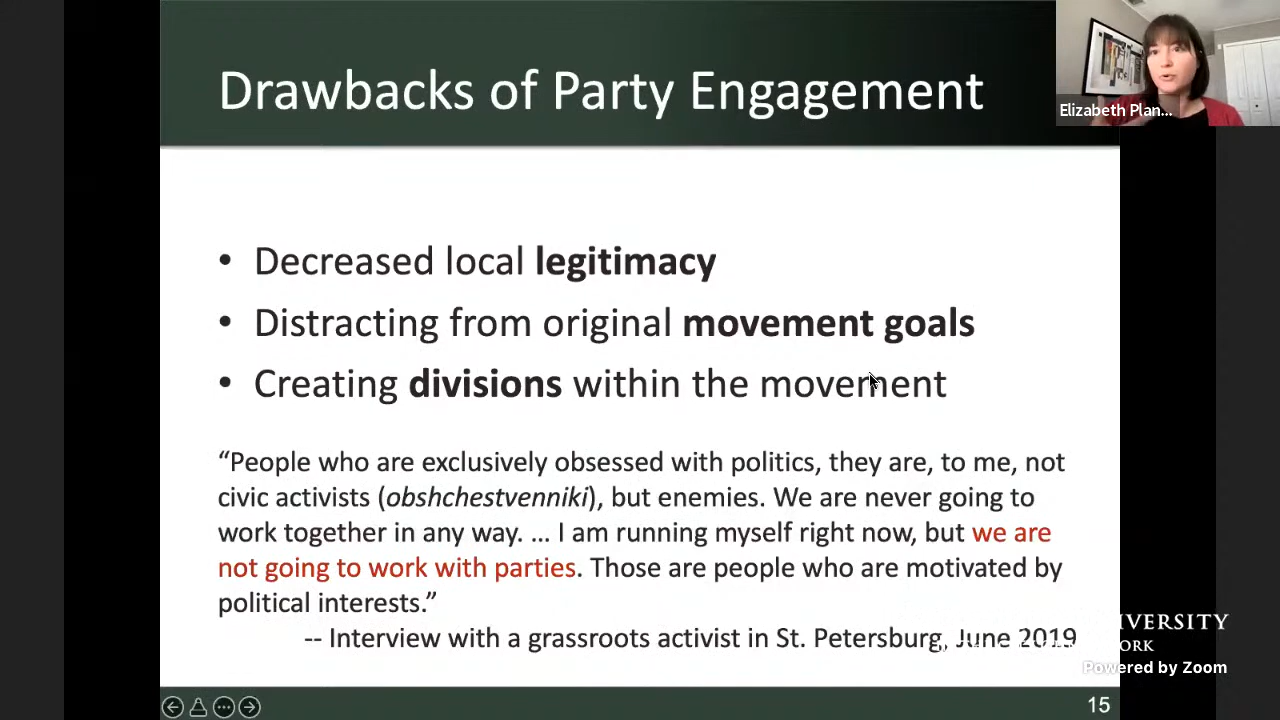 Drawbacks of Party Engagement
Elizabeth Plan...
• Decreased local legitimacy
• Distracting from original movement goals
• Creating divisions within the movement
“People who are exclusively obsessed with politics, they are, to me, not
civic activists (obshchestvenniki), but enemies. We are never going to
work together in any way. ... I am running myself right now, but we are
not going to work with parties. Those are people who are motivated by
political interests.”
-- Interview with a grassroots activist in St. Petersburg, June 2019
IVERSITY
ORK
Powered by Zoom
15